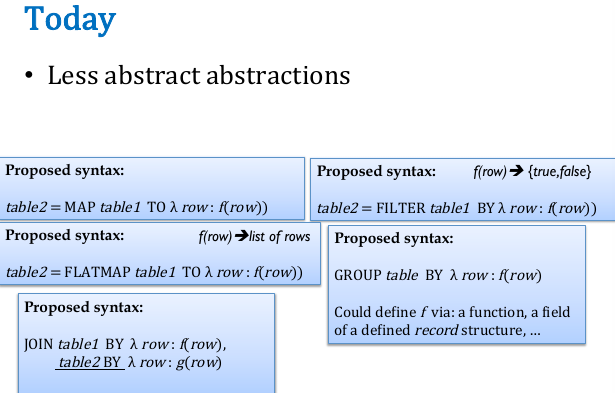 Today
• Less abstract abstractions
Proposed syntax:
table2 = MAP table1 TO λ row : f(row))
Proposed syntax: f(row)➔ {true,false}
table2 = FILTER table1 BY λ row : f(row))
Proposed syntax: f(row)➔list of rows
table2 = FLATMAP table1 TO λ row : f(row))
Proposed syntax:
GROUP table BY λ row : f(row)
Could define f via: a function, a field
of a defined record structure, …
Proposed syntax:
JOIN table1 BY λ row : f(row),
table2 BY λ row : g(row)